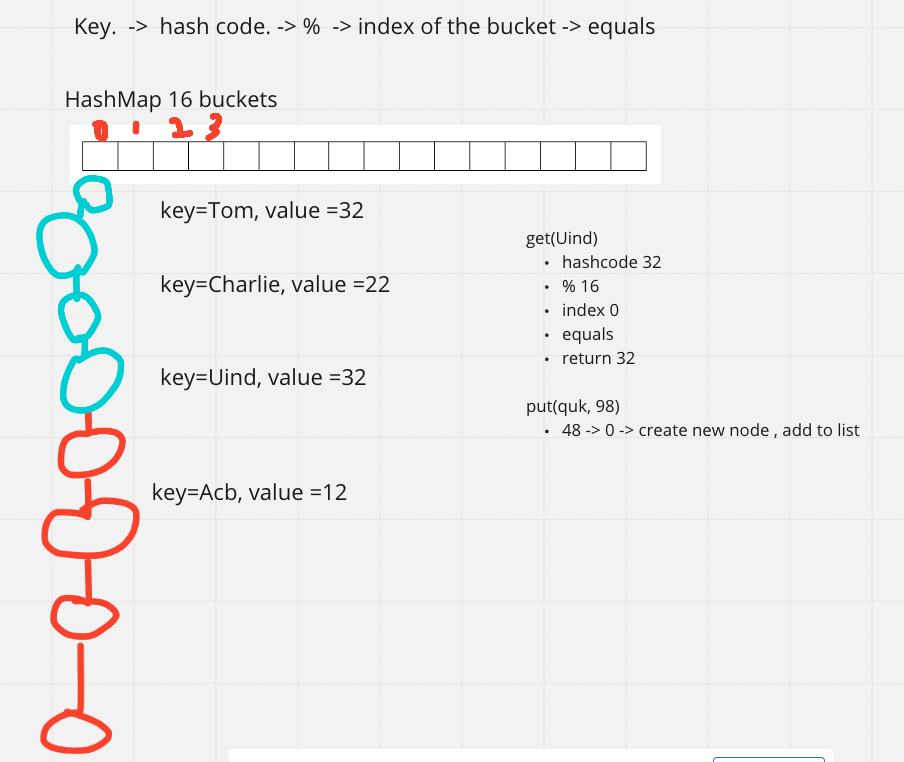 Key. -> hash code. -> % -> index of the bucket -> equals
HashMap 16 buckets
0 1 2 3
key=Tom, value =32
key=Charlie, value =22
key=Uind, value =32
key=Acb, value =12
get(Uind)
• hashcode 32
• % 16
• index 0
• equals
• return 32
put(quk, 98)
• 48 -> 0 -> create new node , add to list